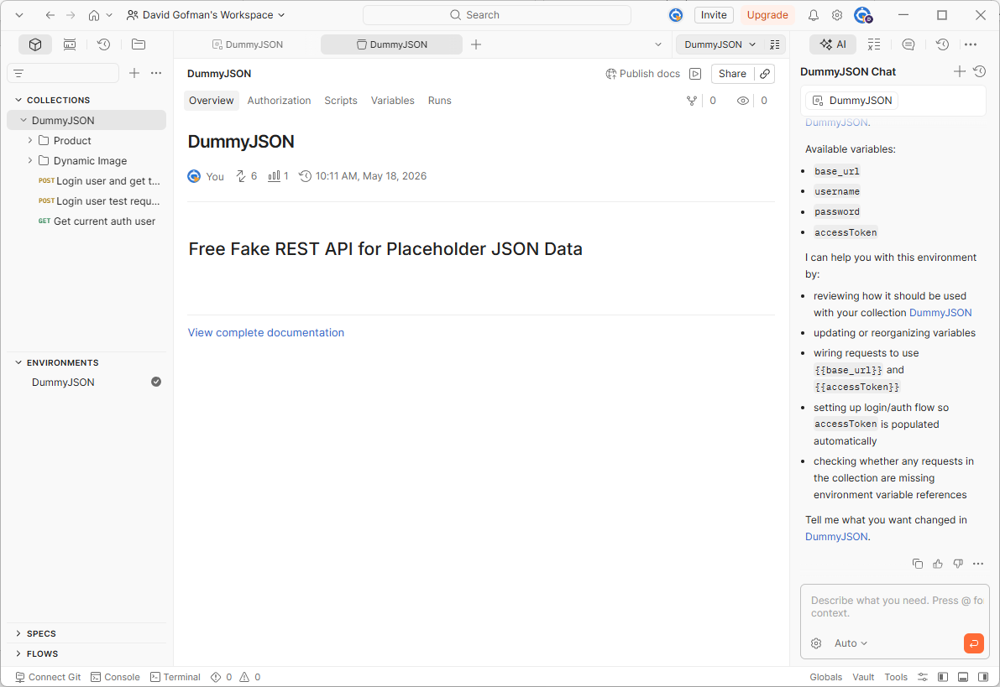 David Gofman's Workspace
Search
Invite
Upgrade
DummyJSON
DummyJSON
DummyJSON
AI
COLLECTIONS
DummyJSON
Product
Dynamic Image
POST Login user and get t...
POST Login user test requ...
GET Get current auth user
ENVIRONMENTS
DummyJSON
SPECS
FLOWS
DummyJSON
Publish docs
Share
Overview
Authorization
Scripts
Variables
Runs
0
0
DummyJSON
You
6
1
10:11 AM, May 18, 2026
Free Fake REST API for Placeholder JSON Data
View complete documentation
DummyJSON Chat
DummyJSON
DummyJSON.
Available variables:
base_url
username
password
accessToken
I can help you with this environment
by:
reviewing how it should be used
with your collection DummyJSON
updating or reorganizing variables
wiring requests to use
{{base_url}} and
{{accessToken}}
setting up login/auth flow so
accessToken is populated
automatically
checking whether any requests in
the collection are missing
environment variable references
Tell me what you want changed in
DummyJSON.
Describe what you need. Press @ fo
context.
Auto
Connect Git
Console
Terminal
0
0
Globals
Vault
Tools